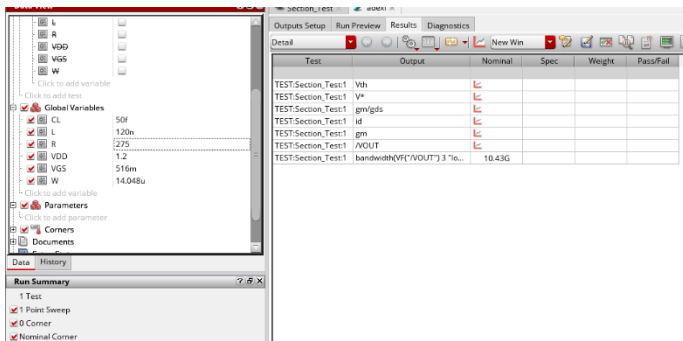 Data View
Section_Test
adexl
L
R
VDD
VGS
W
Click to add variable
Click to add test
Global Variables
CL 50f
L 120n
R 275
VDD 1.2
VGS 516m
W 14.048u
Click to add variable
Parameters
Click to add parameter
Corners
Documents
Data History
Run Summary
1 Test
1 Point Sweep
0 Corner
Nominal Corner
Outputs Setup Run Preview Results Diagnostics
Detail New Win
Test Output Nominal Spec Weight Pass/Fail
TEST:Section_Test:1 Vth
TEST:Section_Test:1 V*
TEST:Section_Test:1 gm/gds
TEST:Section_Test:1 id
TEST:Section_Test:1 gm
TEST:Section_Test:1 /VOUT
TEST:Section_Test:1 bandwidth(VF("/VOUT") 3 "lo... 10.43G